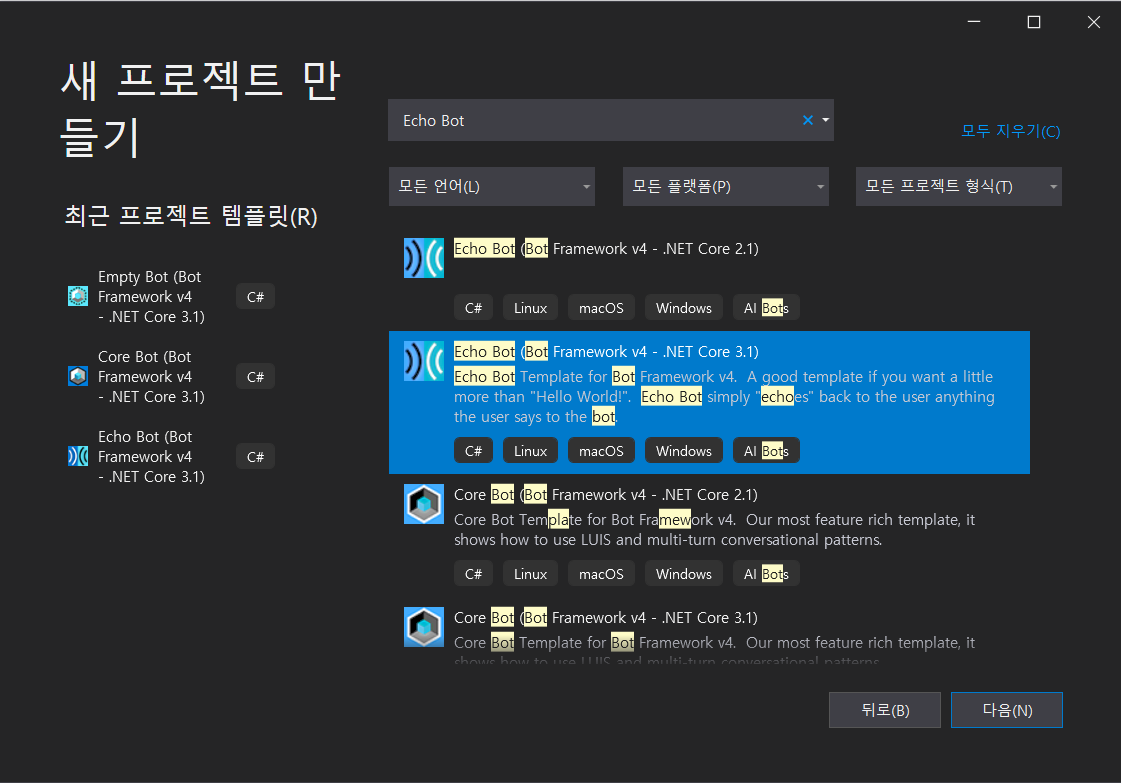 새 프로젝트 만
들기
최근 프로젝트 템플릿(R)
Empty Bot (Bot
Framework v4
- .NET Core 3.1)
C#
Core Bot (Bot
Framework v4
- .NET Core 3.1)
C#
Echo Bot (Bot
Framework v4
- .NET Core 3.1)
C#
Echo Bot
모두 지우기(C)
모든 언어(L) 모든 플랫폼(P) 모든 프로젝트 형식(T)
Echo Bot (Bot Framework v4 - .NET Core 2.1)
C# Linux macOS Windows AI Bots
Echo Bot (Bot Framework v4 - .NET Core 3.1)
Echo Bot Template for Bot Framework v4. A good template if you want a little
more than "Hello World!". Echo Bot simply "echoes" back to the user anything
the user says to the bot.
C# Linux macOS Windows AI Bots
Core Bot (Bot Framework v4 - .NET Core 2.1)
Core Bot Template for Bot Framework v4. Our most feature rich template, it
shows how to use LUIS and multi-turn conversational patterns.
C# Linux macOS Windows AI Bots
Core Bot (Bot Framework v4 - .NET Core 3.1)
Core Bot Template for Bot Framework v4. Our most feature rich template, it
shows how to use LUIS and multi-turn conversational patterns.
뒤로(B) 다음(N)